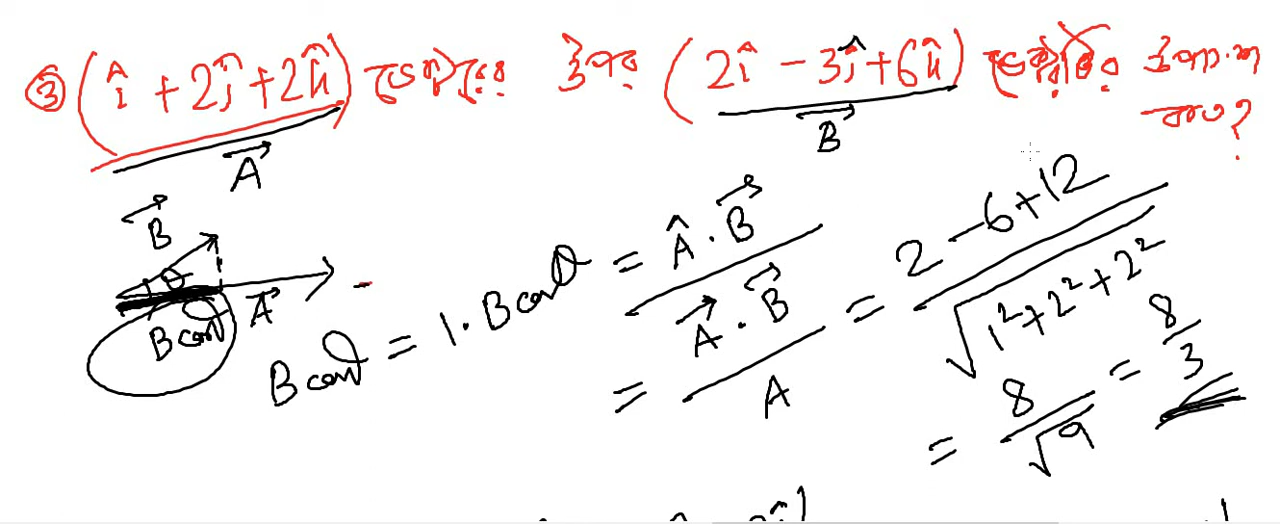 ③ (î + 2ĵ + 2k̂) ভেক্টরের উপর (2î − 3ĵ + 6k̂) ভেক্টরটির উপাংশ
কত?
A⃗
B⃗
B⃗
θ
A⃗
B cosθ
B cosθ = 1 · B cosθ = Â · B⃗
= A⃗ · B⃗ / A = 2 − 6 + 12 / √1² + 2² + 2²
= 8 / √9 = 8 / 3